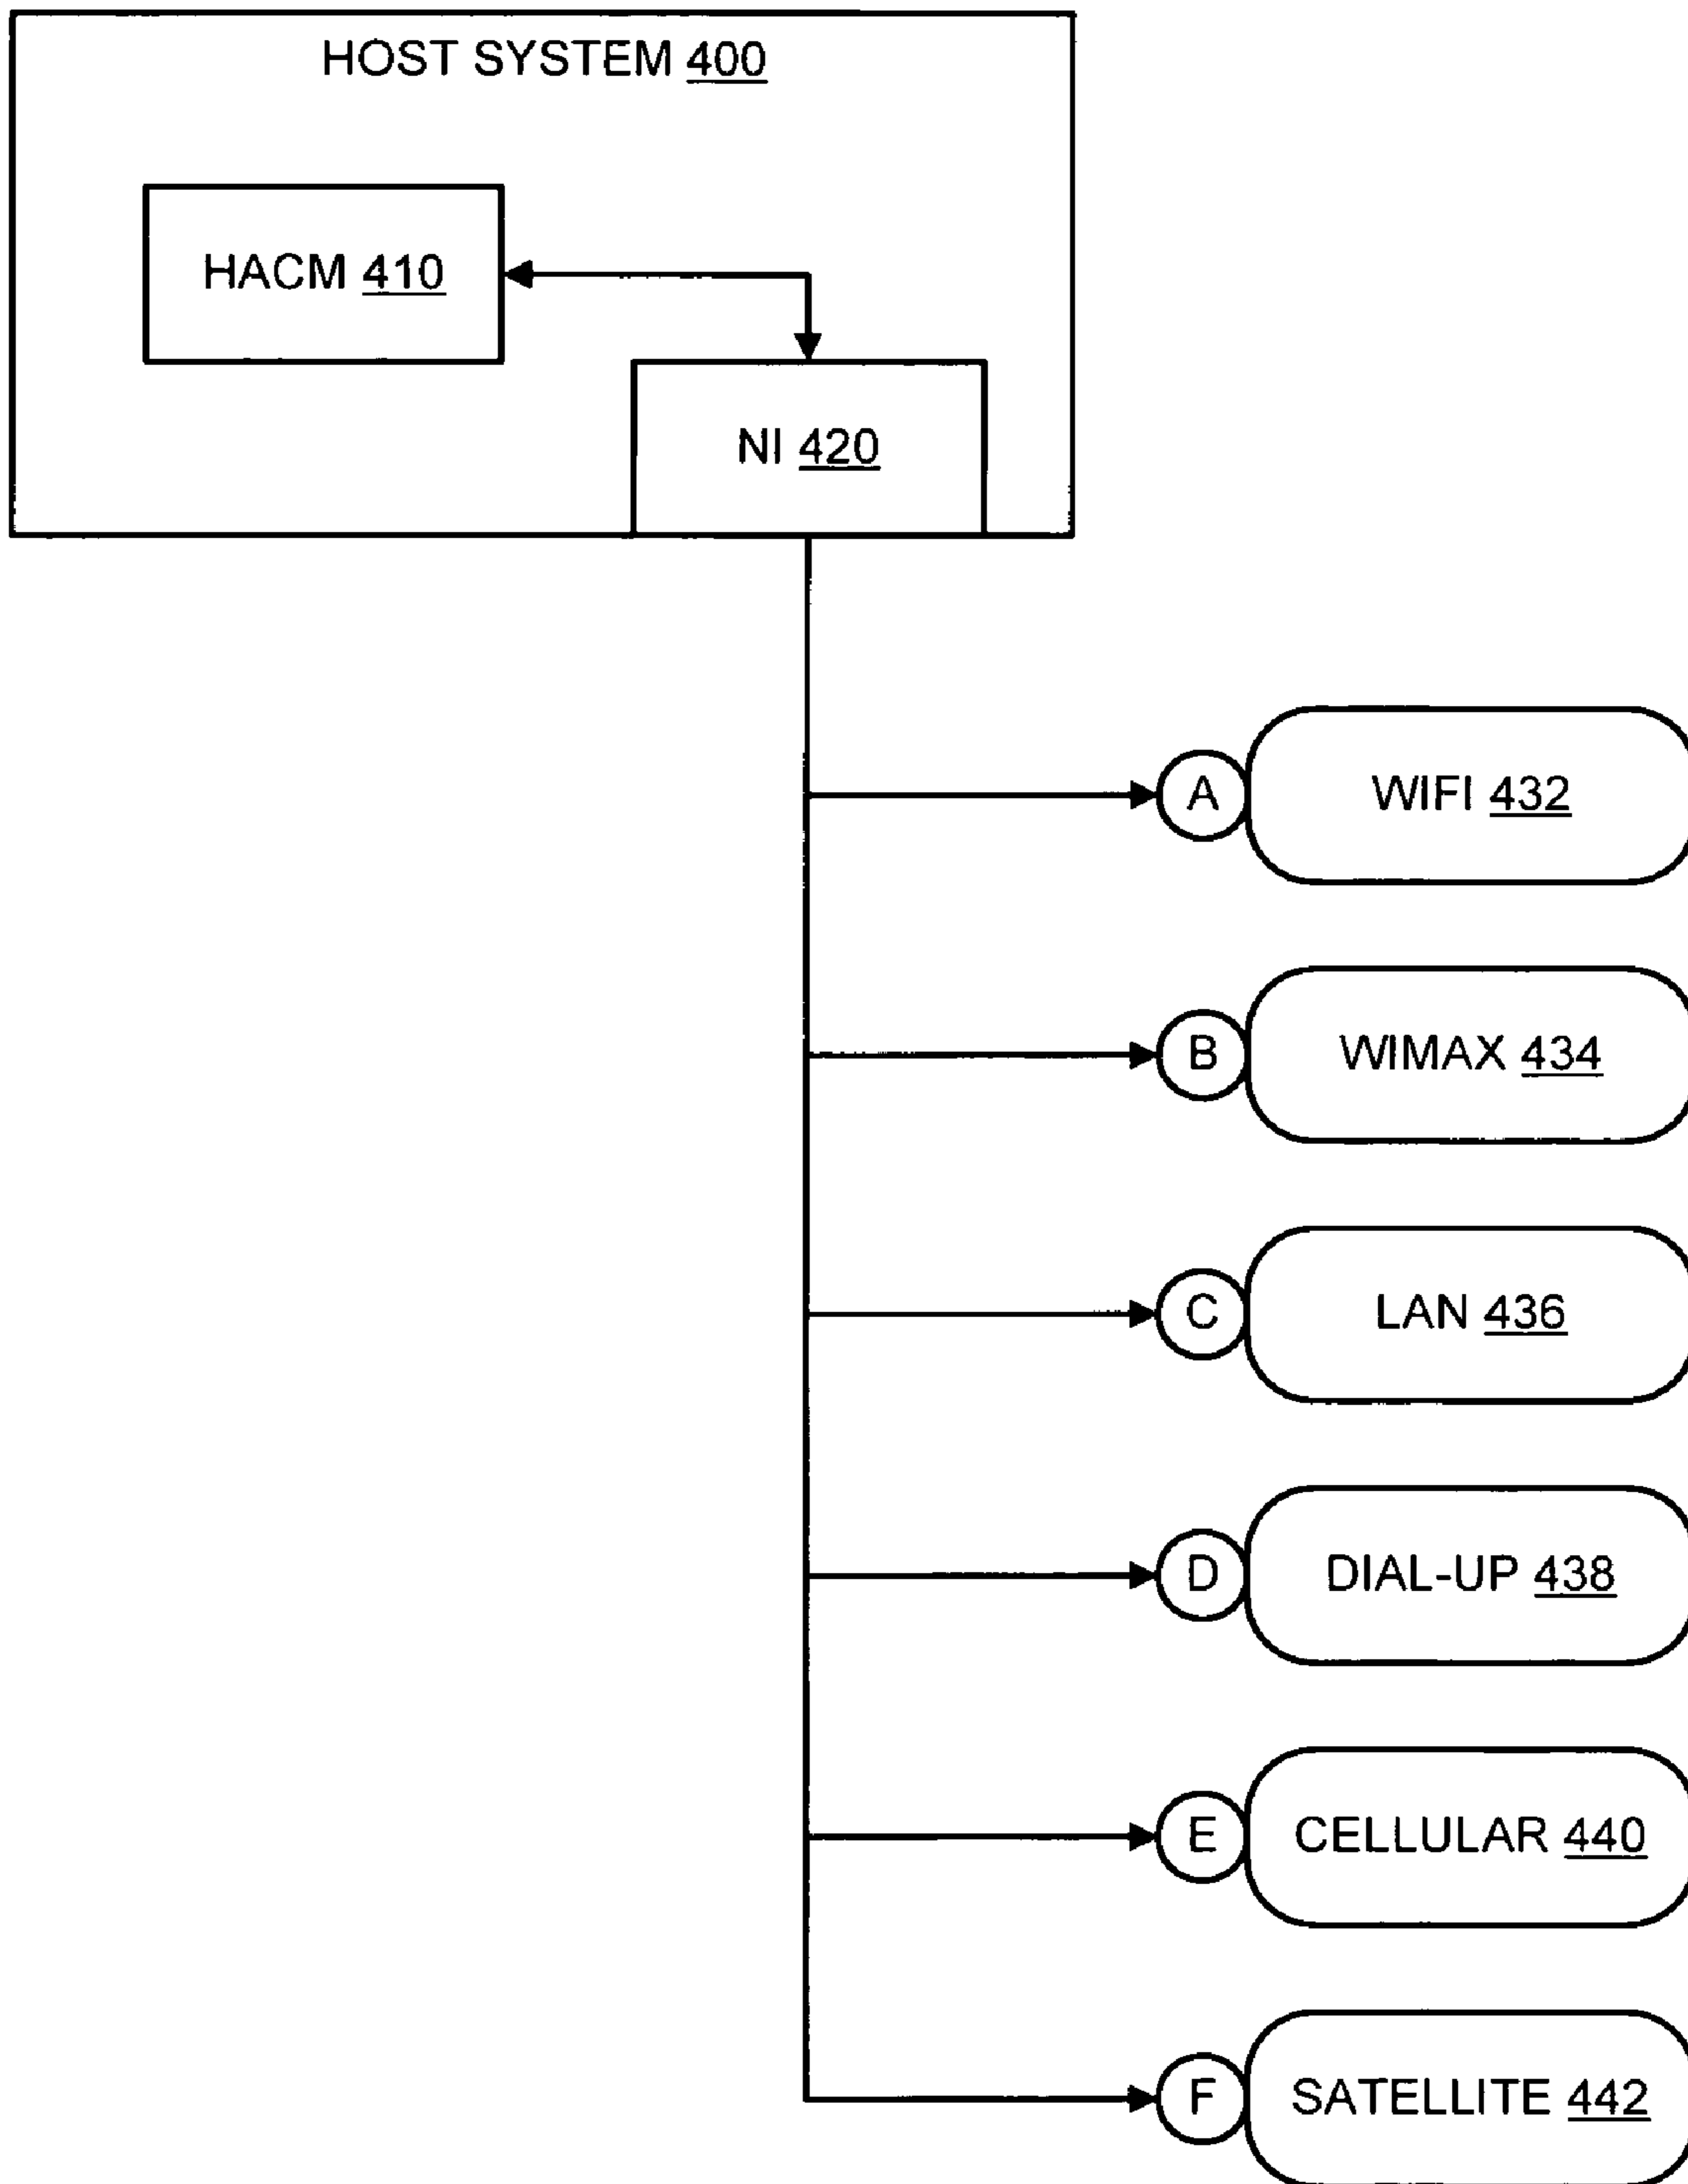 HOST SYSTEM 400
HACM 410
NI 420
A WIFI 432
B WIMAX 434
C LAN 436
D DIAL-UP 438
E CELLULAR 440
F SATELLITE 442